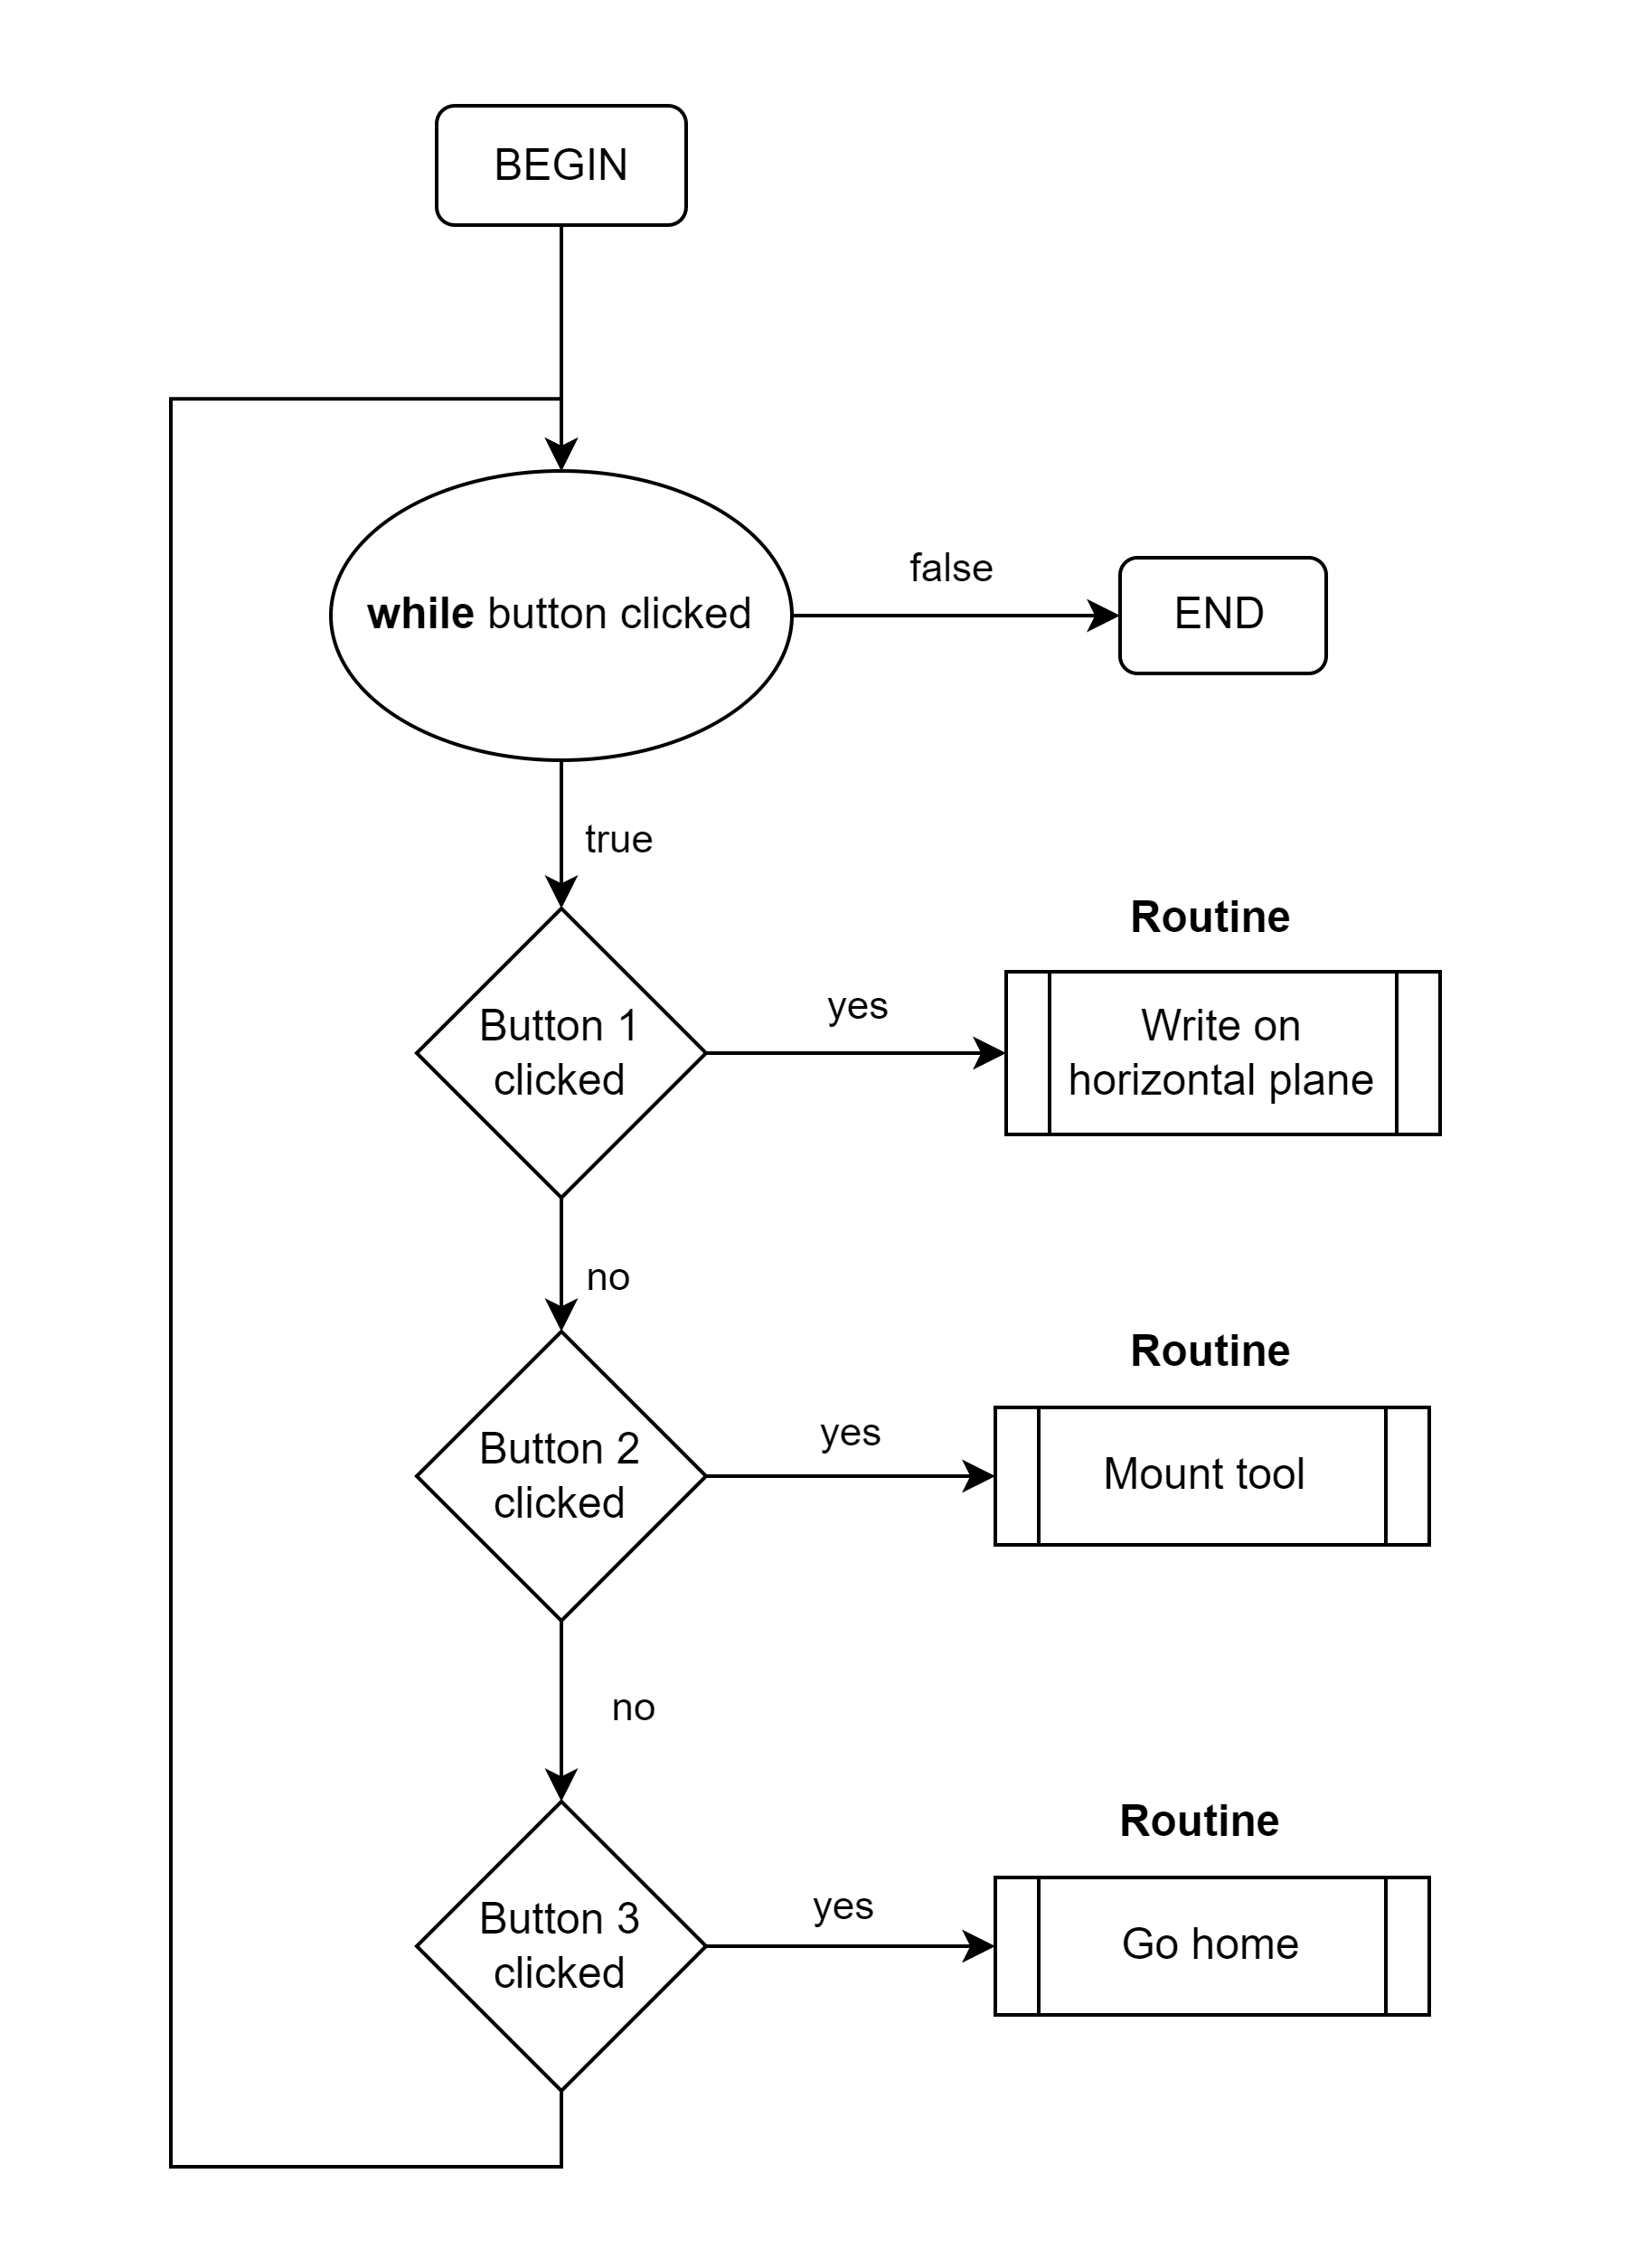 BEGIN
while button clicked
false
END
true
Routine
Button 1
clicked
yes
Write on
horizontal plane
no
Routine
Button 2
clicked
yes
Mount tool
no
Routine
Button 3
clicked
yes
Go home